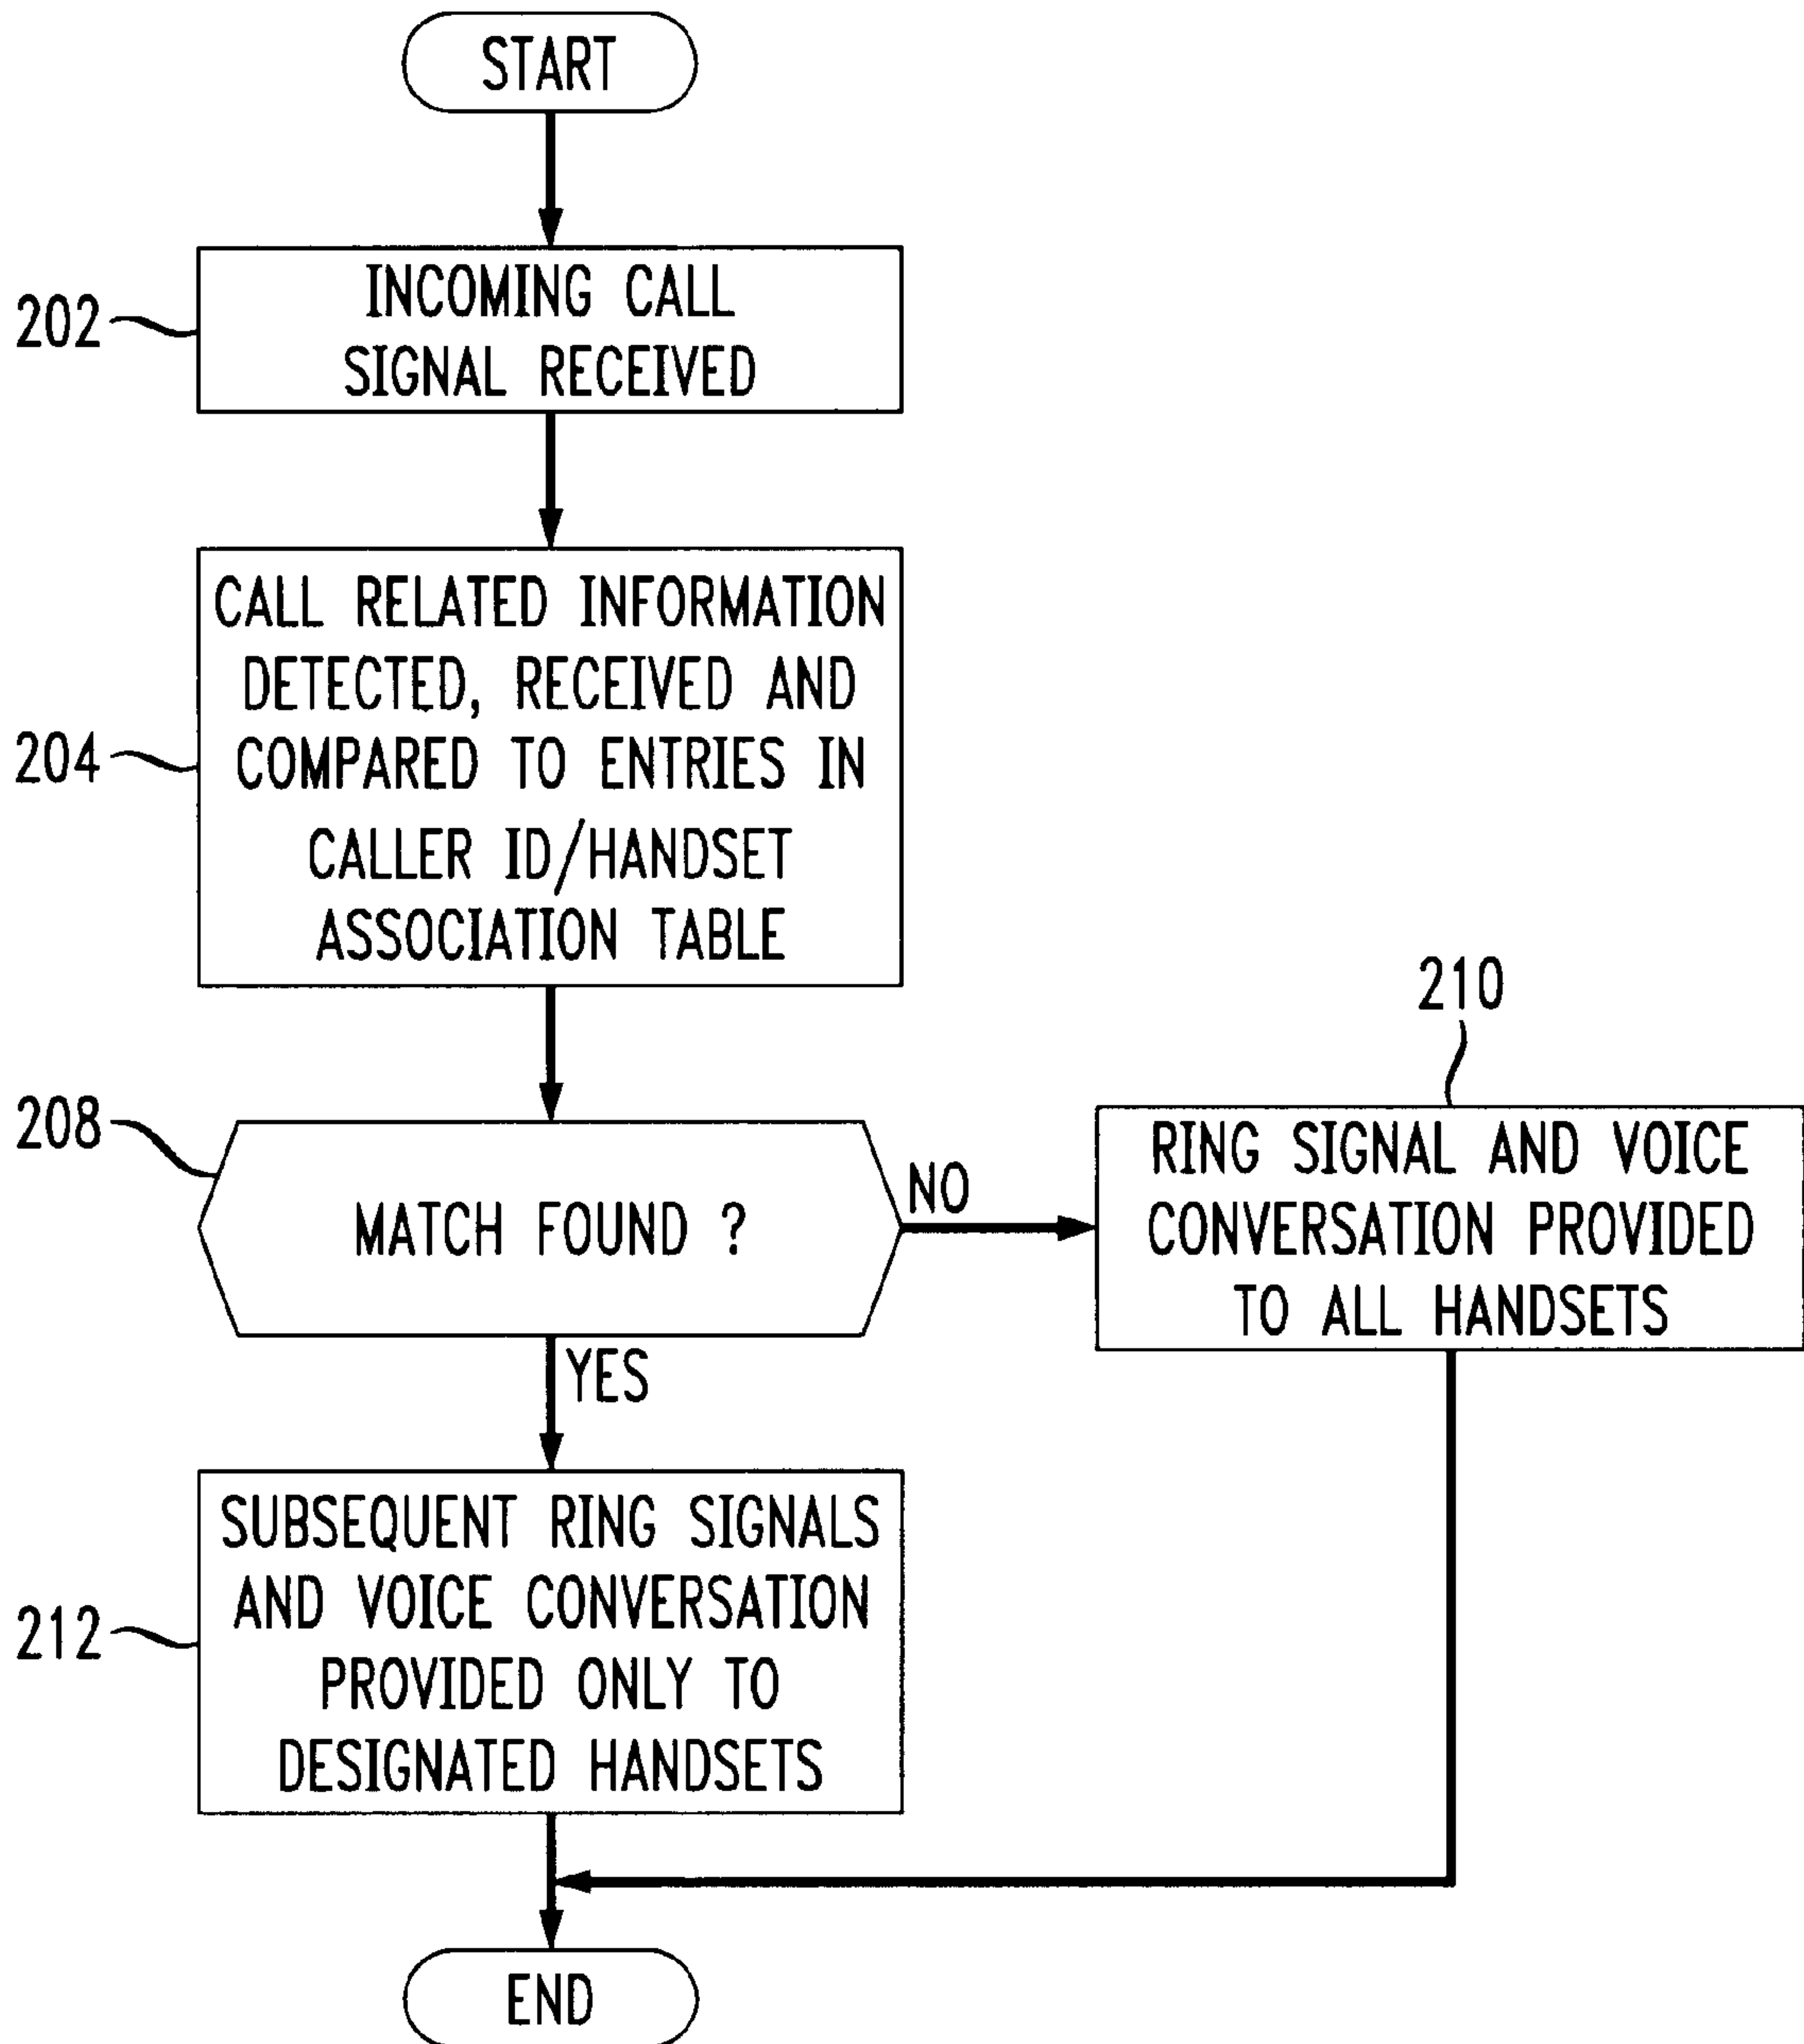 START
202
INCOMING CALL
SIGNAL RECEIVED
204
CALL RELATED INFORMATION
DETECTED, RECEIVED AND
COMPARED TO ENTRIES IN
CALLER ID/HANDSET
ASSOCIATION TABLE
208
MATCH FOUND ?
NO
210
RING SIGNAL AND VOICE
CONVERSATION PROVIDED
TO ALL HANDSETS
YES
212
SUBSEQUENT RING SIGNALS
AND VOICE CONVERSATION
PROVIDED ONLY TO
DESIGNATED HANDSETS
END